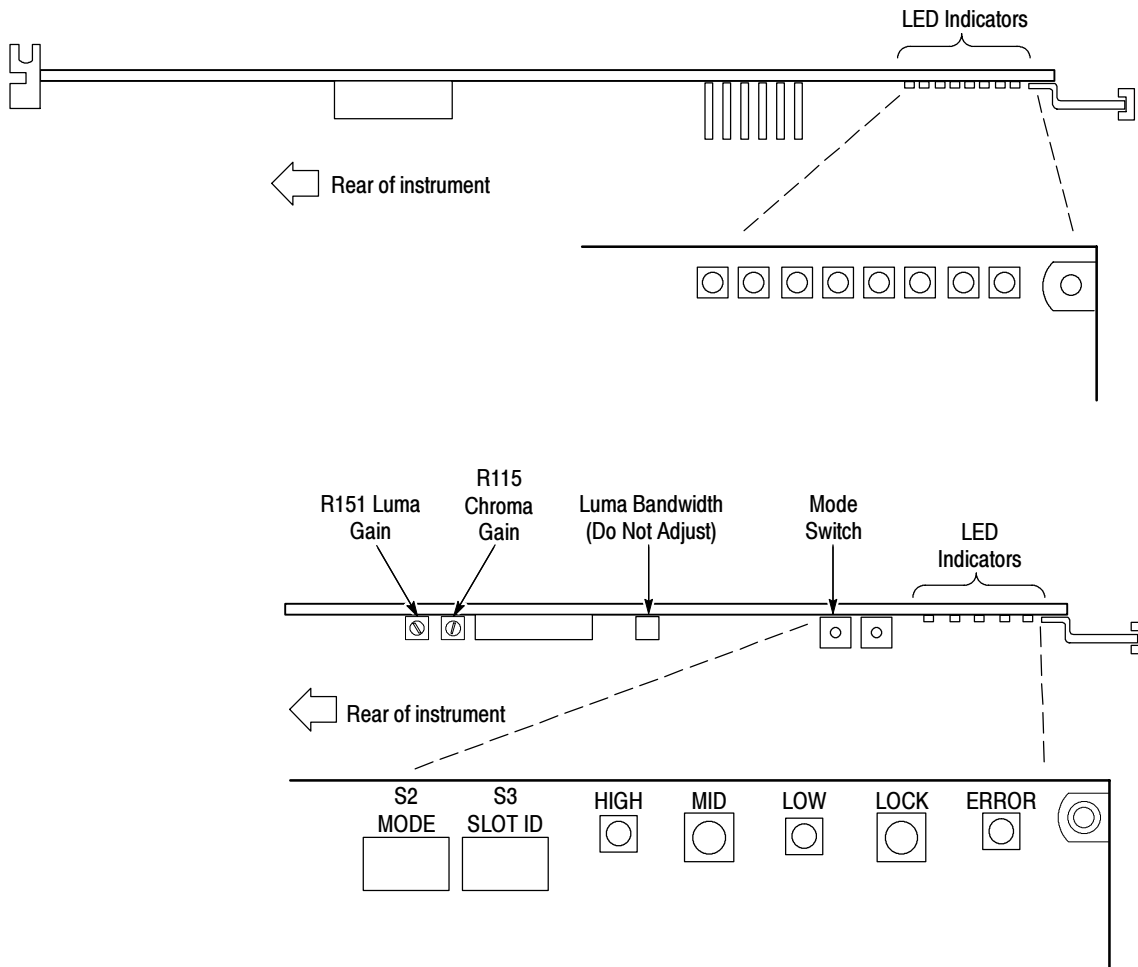 LED Indicators
Rear of instrument
R151 Luma
Gain
R115
Chroma
Gain
Luma Bandwidth
(Do Not Adjust)
Mode
Switch
LED
Indicators
Rear of instrument
S2
MODE
S3
SLOT ID
HIGH
MID
LOW
LOCK
ERROR